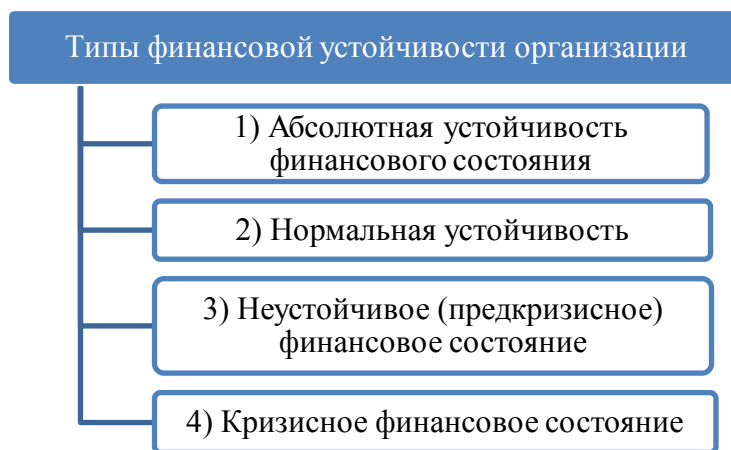 Типы финансовой устойчивости организации
1) Абсолютная устойчивость
финансового состояния
2) Нормальная устойчивость
3) Неустойчивое (предкризисное)
финансовое состояние
4) Кризисное финансовое состояние